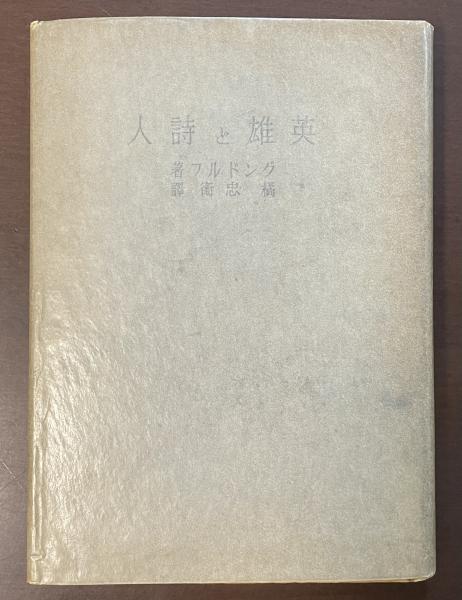 英雄と詩人
グンドルフ著
橘忠衛譯